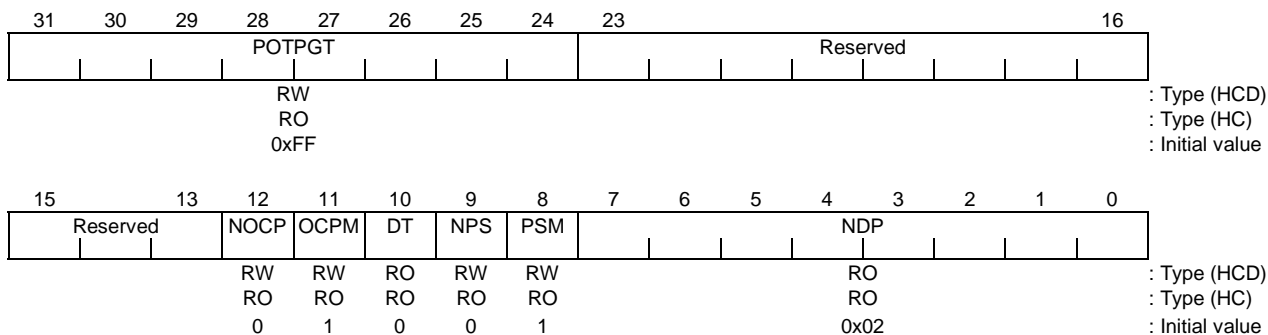 31 30 29 28 27 26 25 24 23 16
POTPGT Reserved
RW : Type (HCD)
RO : Type (HC)
0xFF : Initial value
15 13 12 11 10 9 8 7 6 5 4 3 2 1 0
Reserved NOCP OCPM DT NPS PSM NDP
RW RW RO RW RW RO : Type (HCD)
RO RO RO RO RO RO : Type (HC)
0 1 0 0 1 0x02 : Initial value